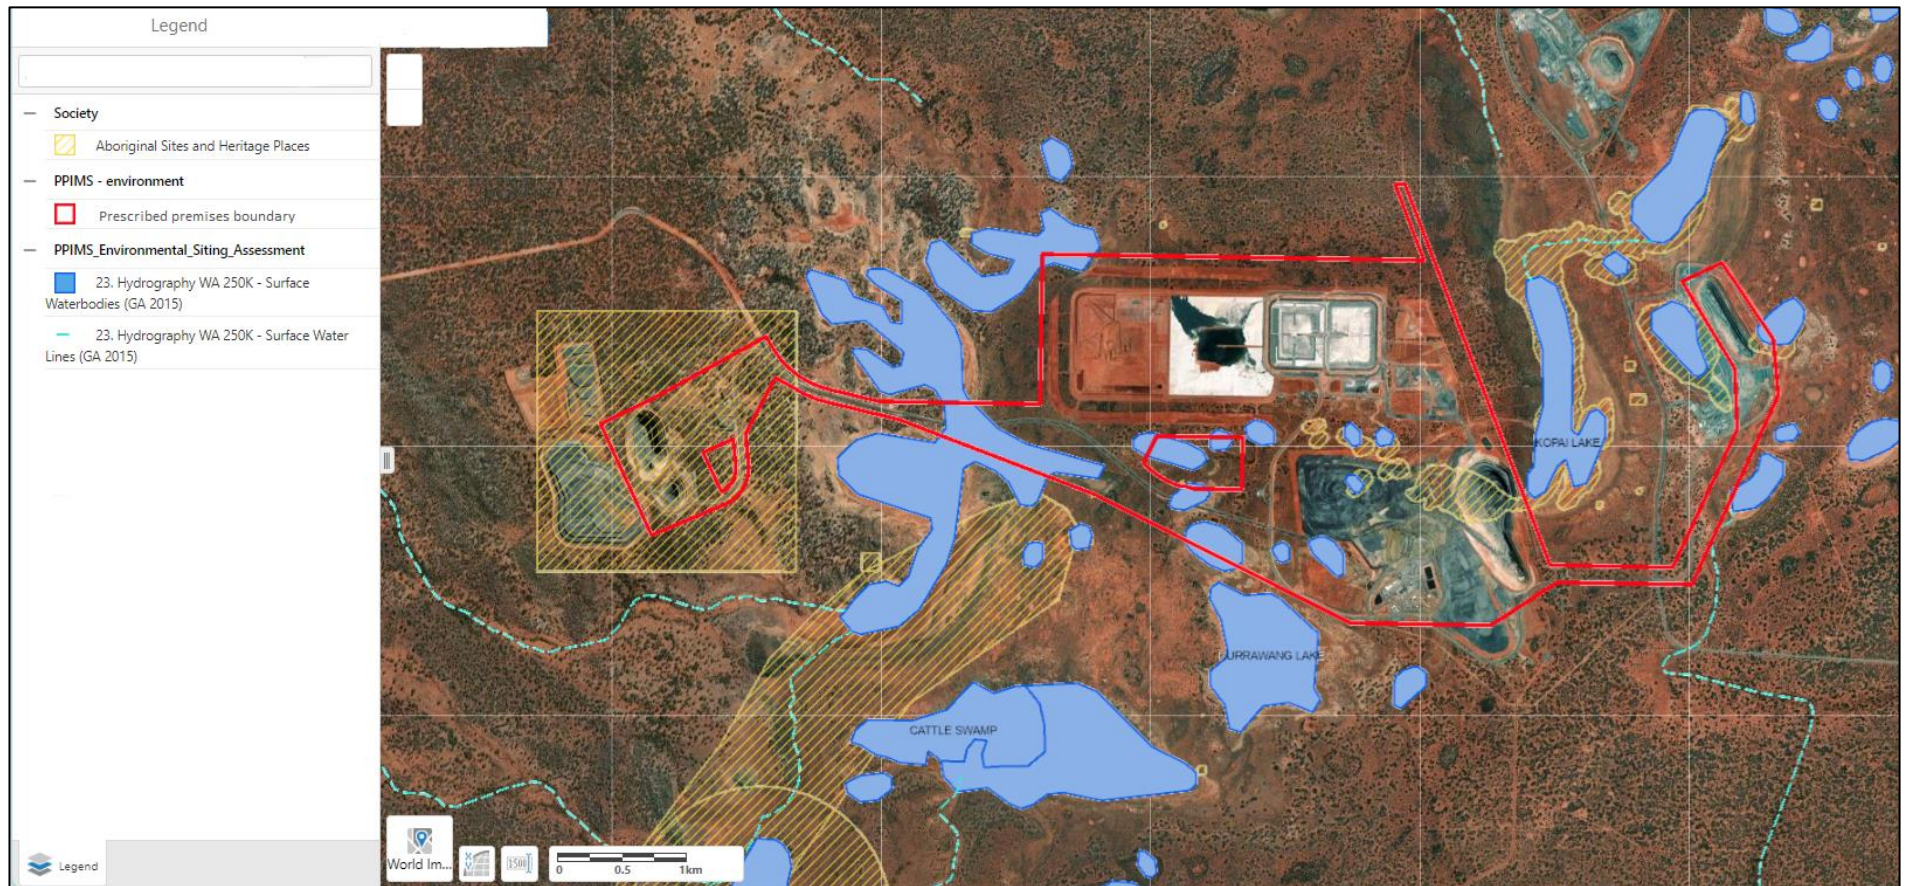 Legend
Society
Aboriginal Sites and Heritage Places
PPIMS - environment
Prescribed premises boundary
PPIMS_Environmental_Siting_Assessment
23. Hydrography WA 250K - Surface
Waterbodies (GA 2015)
23. Hydrography WA 250K - Surface Water
Lines (GA 2015)
KOPAI LAKE
URRAWANG LAKE
CATTLE SWAMP
World Im...
0 0.5 1km
Legend